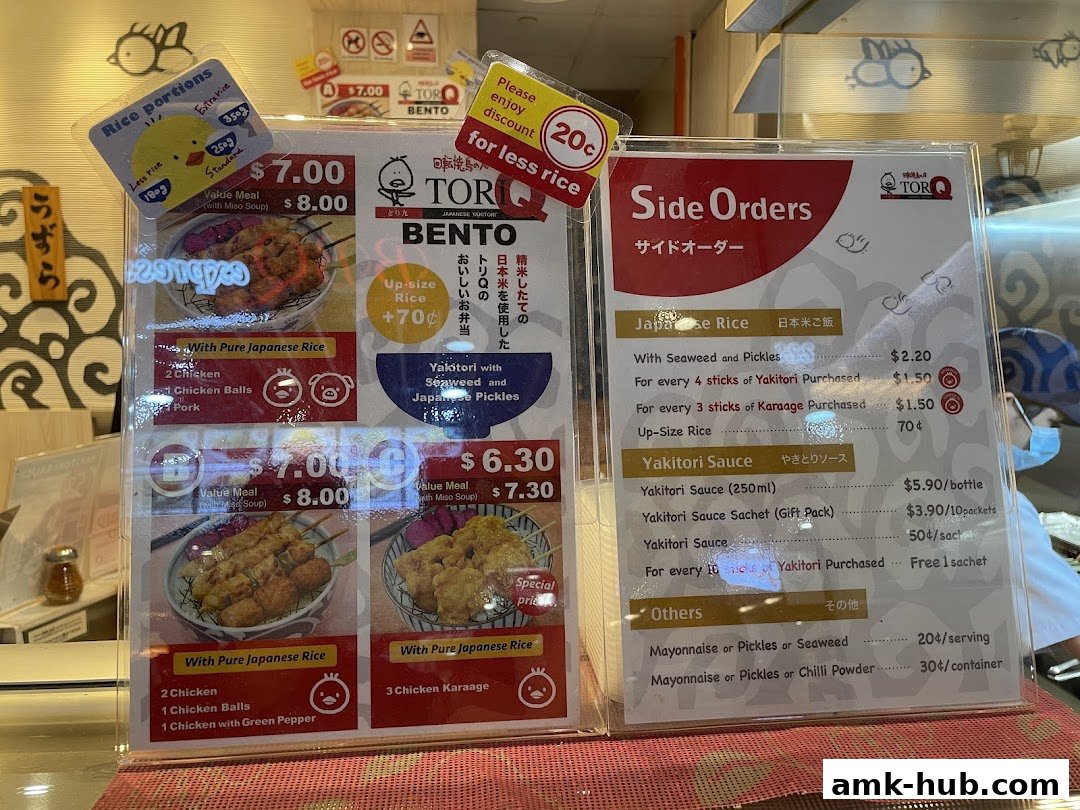 Rice portions
Extra rice
350g
250g
Standard
Less rice
180g
Please
enjoy
discount
20¢
for less rice
A $7.00
TORQ
BENTO
うずら
$7.00
Value Meal
(with Miso Soup) $8.00
With Pure Japanese Rice
2 Chicken
1 Chicken Balls
1 Pork
TORIQ
とり九
JAPANESE YAKITORI
BENTO
Up-size
Rice
+70¢
精米したての
日本米を使用した
トリQの
おいしいお弁当
Yakitori with
Seaweed and
Japanese Pickles
B
$7.00
Value Meal
(with Miso Soup) $8.00
With Pure Japanese Rice
2 Chicken
1 Chicken Balls
1 Chicken with Green Pepper
C
$6.30
Value Meal
(with Miso Soup) $7.30
Special
price
With Pure Japanese Rice
3 Chicken Karaage
Side Orders
サイドオーダー
TORIQ
Japanese Rice 日本米ご飯
With Seaweed and Pickles $2.20
For every 4 sticks of Yakitori Purchased $1.50
For every 3 sticks of Karaage Purchased $1.50
Up-Size Rice 70¢
Yakitori Sauce やきとりソース
Yakitori Sauce (250ml) $5.90/bottle
Yakitori Sauce Sachet (Gift Pack) $3.90/10packets
Yakitori Sauce 50¢/sachet
For every 10 sticks of Yakitori Purchased Free 1 sachet
Others その他
Mayonnaise or Pickles or Seaweed 20¢/serving
Mayonnaise or Pickles or Chilli Powder 30¢/container
amk-hub.com